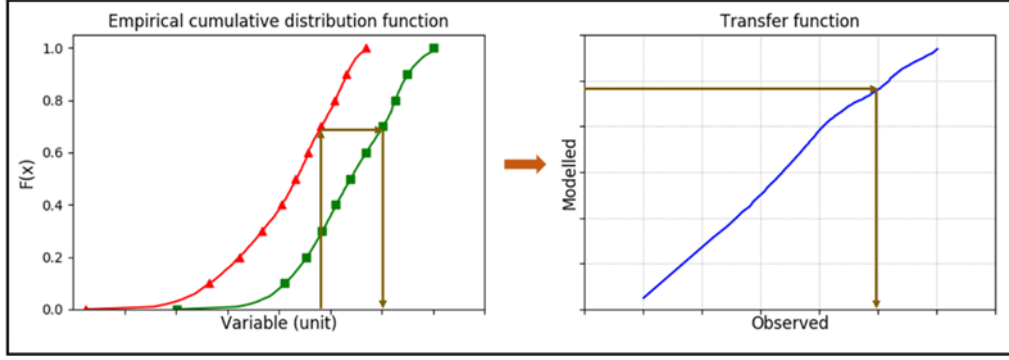 Empirical cumulative distribution function
1.0
0.8
0.6
0.4
0.2
0.0
F(x)
Variable (unit)
Transfer function
Modelled
Observed